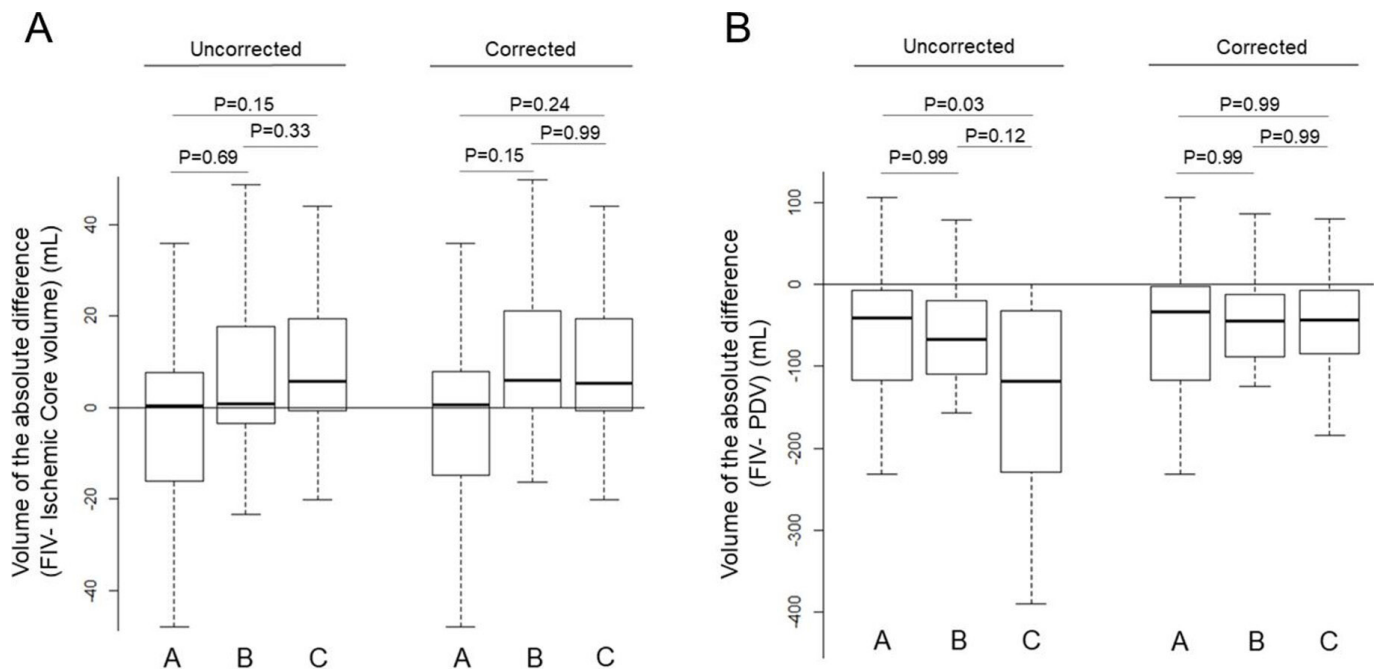 A
Uncorrected
Corrected
P=0.15
P=0.33
P=0.69
P=0.24
P=0.99
P=0.15
Volume of the absolute difference
(FIV- Ischemic Core volume) (mL)
40
20
0
-20
-40
A B C A B C
B
Uncorrected
Corrected
P=0.03
P=0.12
P=0.99
P=0.99
P=0.99
P=0.99
Volume of the absolute difference
(FIV- PDV) (mL)
100
0
-100
-200
-300
-400
A B C A B C